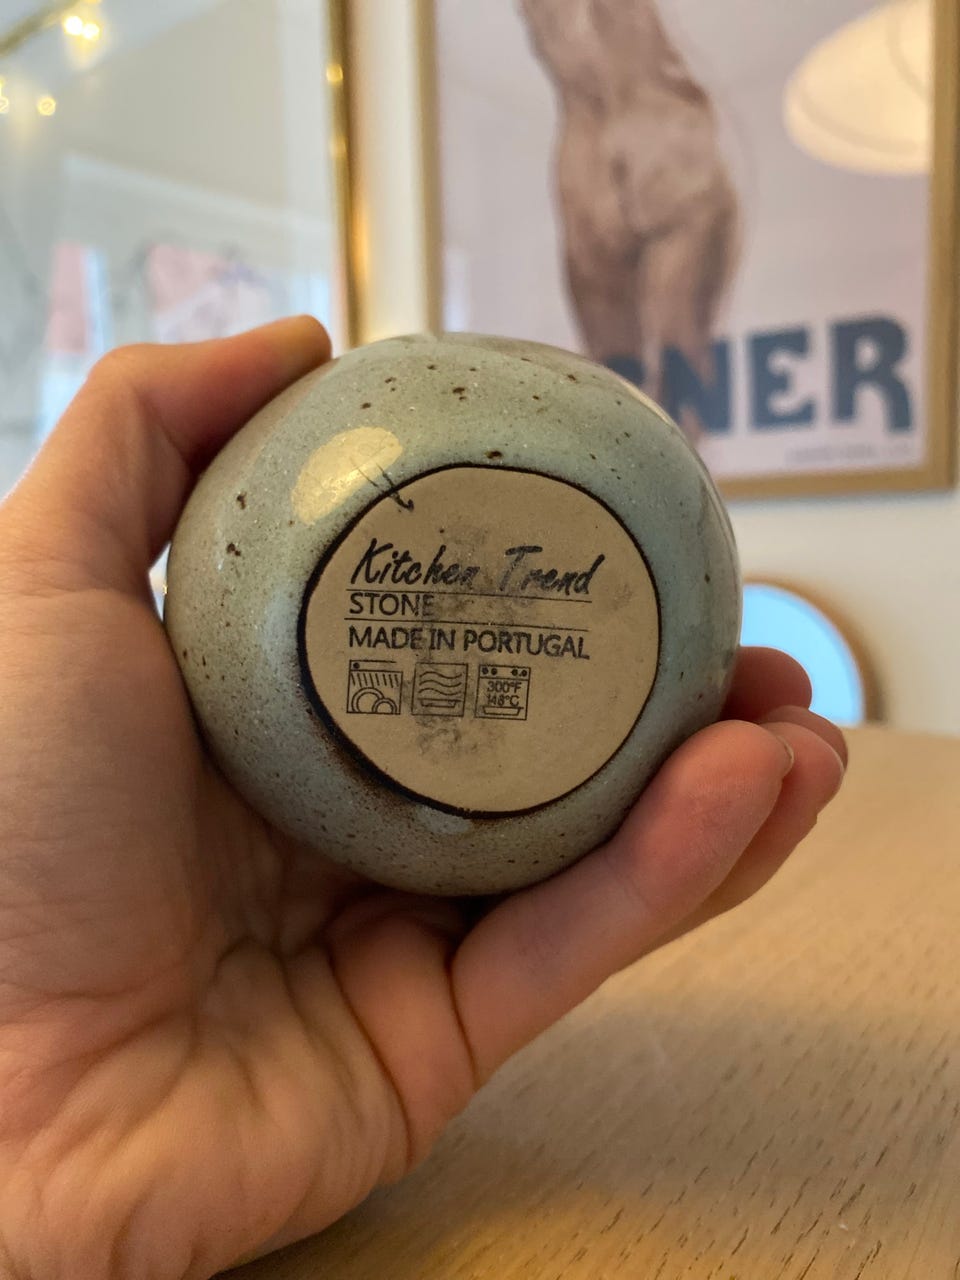 NER
Kitchen Trend
STONE
MADE IN PORTUGAL
300°F
148°C